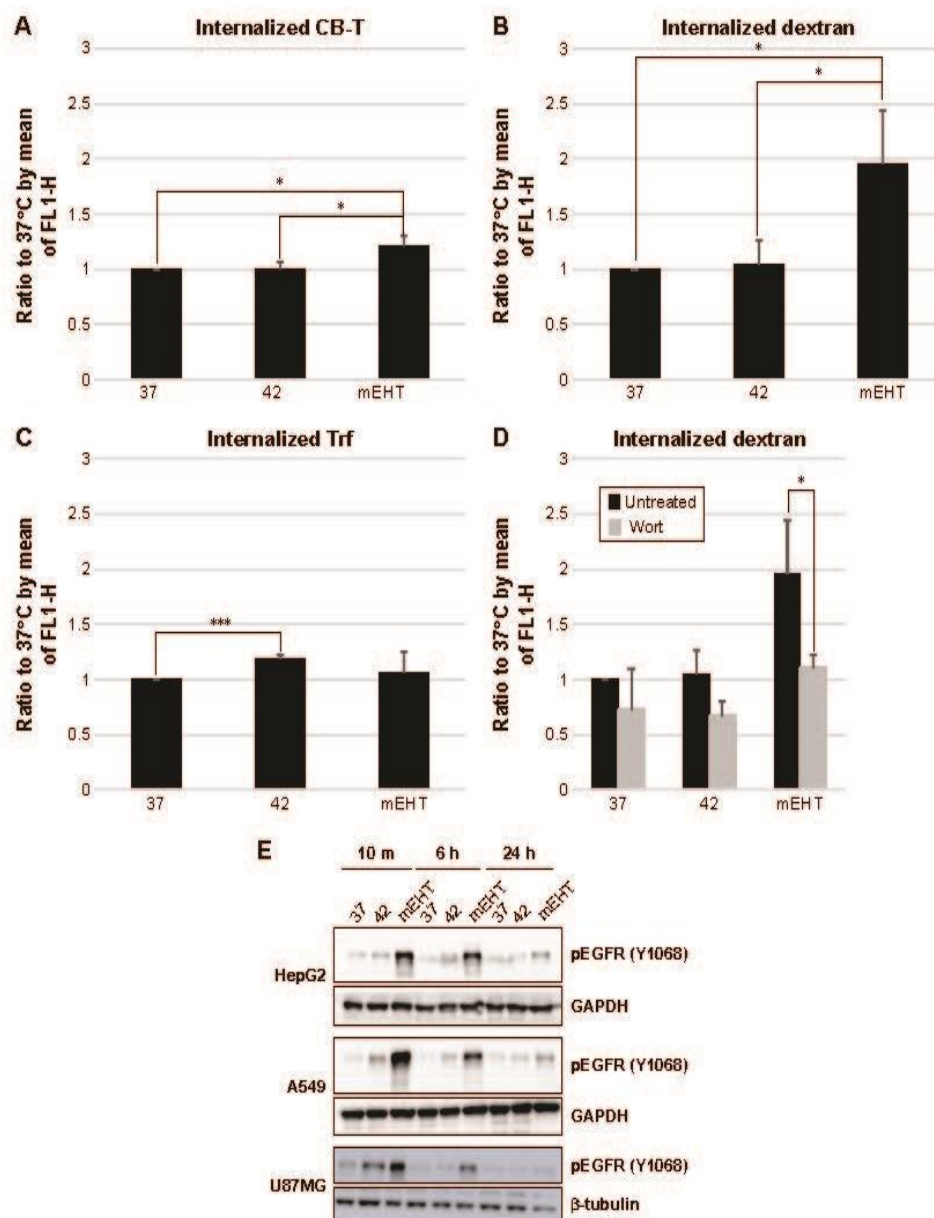 A Internalized CB-T
Ratio to 37°C by mean
of FL1-H
3
2.5
2
1.5
1
0.5
0
*
*
37 42 mEHT
B Internalized dextran
Ratio to 37°C by mean
of FL1-H
3
2.5
2
1.5
1
0.5
0
*
*
37 42 mEHT
C Internalized Trf
Ratio to 37°C by mean
of FL1-H
3
2.5
2
1.5
1
0.5
0
***
37 42 mEHT
D Internalized dextran
Ratio to 37°C by mean
of FL1-H
3
2.5
2
1.5
1
0.5
0
Untreated
Wort
*
37 42 mEHT
E
10 m 6 h 24 h
37 42 mEHT 37 42 mEHT 37 42 mEHT
HepG2
pEGFR (Y1068)
GAPDH
A549
pEGFR (Y1068)
GAPDH
U87MG
pEGFR (Y1068)
β-tubulin